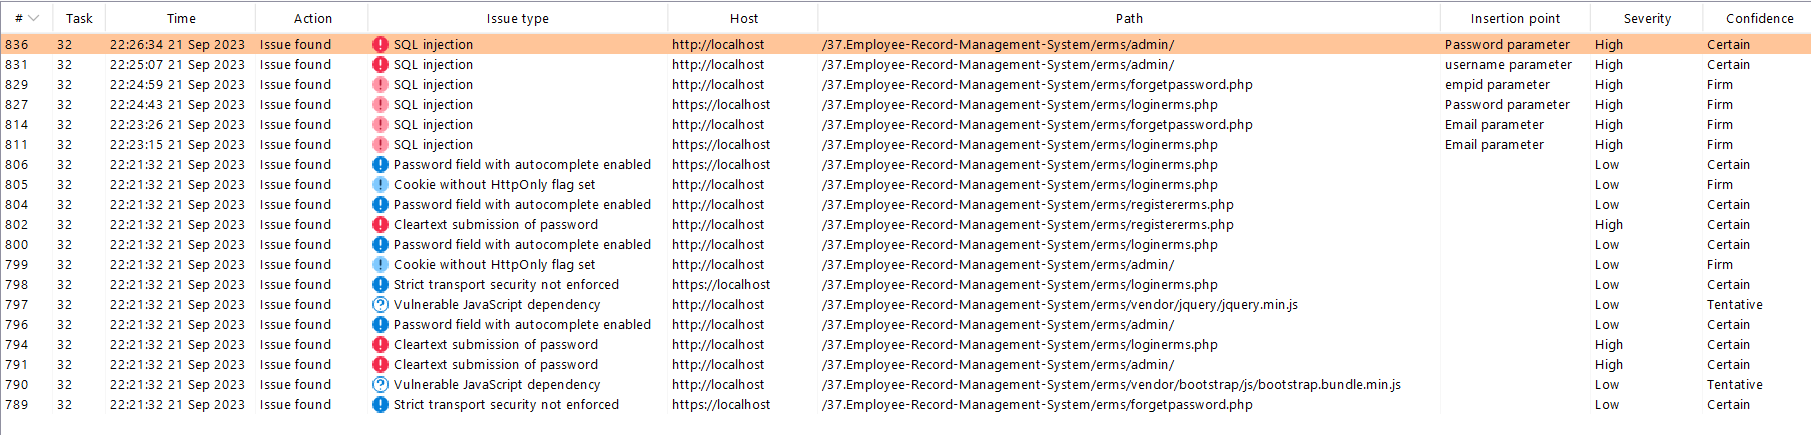 # Task Time Action Issue type Host Path Insertion point Severity Confidence
836 32 22:26:34 21 Sep 2023 Issue found SQL injection http://localhost /37.Employee-Record-Management-System/erms/admin/ Password parameter High Certain
831 32 22:25:07 21 Sep 2023 Issue found SQL injection http://localhost /37.Employee-Record-Management-System/erms/admin/ username parameter High Certain
829 32 22:24:59 21 Sep 2023 Issue found SQL injection http://localhost /37.Employee-Record-Management-System/erms/forgetpassword.php empid parameter High Firm
827 32 22:24:43 21 Sep 2023 Issue found SQL injection https://localhost /37.Employee-Record-Management-System/erms/loginerms.php Password parameter High Firm
814 32 22:23:26 21 Sep 2023 Issue found SQL injection http://localhost /37.Employee-Record-Management-System/erms/forgetpassword.php Email parameter High Firm
811 32 22:23:15 21 Sep 2023 Issue found SQL injection https://localhost /37.Employee-Record-Management-System/erms/loginerms.php Email parameter High Firm
806 32 22:21:32 21 Sep 2023 Issue found Password field with autocomplete enabled https://localhost /37.Employee-Record-Management-System/erms/loginerms.php Low Certain
805 32 22:21:32 21 Sep 2023 Issue found Cookie without HttpOnly flag set https://localhost /37.Employee-Record-Management-System/erms/loginerms.php Low Firm
804 32 22:21:32 21 Sep 2023 Issue found Password field with autocomplete enabled http://localhost /37.Employee-Record-Management-System/erms/registererms.php Low Certain
802 32 22:21:32 21 Sep 2023 Issue found Cleartext submission of password http://localhost /37.Employee-Record-Management-System/erms/registererms.php High Certain
800 32 22:21:32 21 Sep 2023 Issue found Password field with autocomplete enabled http://localhost /37.Employee-Record-Management-System/erms/loginerms.php Low Certain
799 32 22:21:32 21 Sep 2023 Issue found Cookie without HttpOnly flag set http://localhost /37.Employee-Record-Management-System/erms/admin/ Low Firm
798 32 22:21:32 21 Sep 2023 Issue found Strict transport security not enforced https://localhost /37.Employee-Record-Management-System/erms/loginerms.php Low Certain
797 32 22:21:32 21 Sep 2023 Issue found Vulnerable JavaScript dependency http://localhost /37.Employee-Record-Management-System/erms/vendor/jquery/jquery.min.js Low Tentative
796 32 22:21:32 21 Sep 2023 Issue found Password field with autocomplete enabled http://localhost /37.Employee-Record-Management-System/erms/admin/ Low Certain
794 32 22:21:32 21 Sep 2023 Issue found Cleartext submission of password http://localhost /37.Employee-Record-Management-System/erms/loginerms.php High Certain
791 32 22:21:32 21 Sep 2023 Issue found Cleartext submission of password http://localhost /37.Employee-Record-Management-System/erms/admin/ High Certain
790 32 22:21:32 21 Sep 2023 Issue found Vulnerable JavaScript dependency http://localhost /37.Employee-Record-Management-System/erms/vendor/bootstrap/js/bootstrap.bundle.min.js Low Tentative
789 32 22:21:32 21 Sep 2023 Issue found Strict transport security not enforced https://localhost /37.Employee-Record-Management-System/erms/forgetpassword.php Low Certain